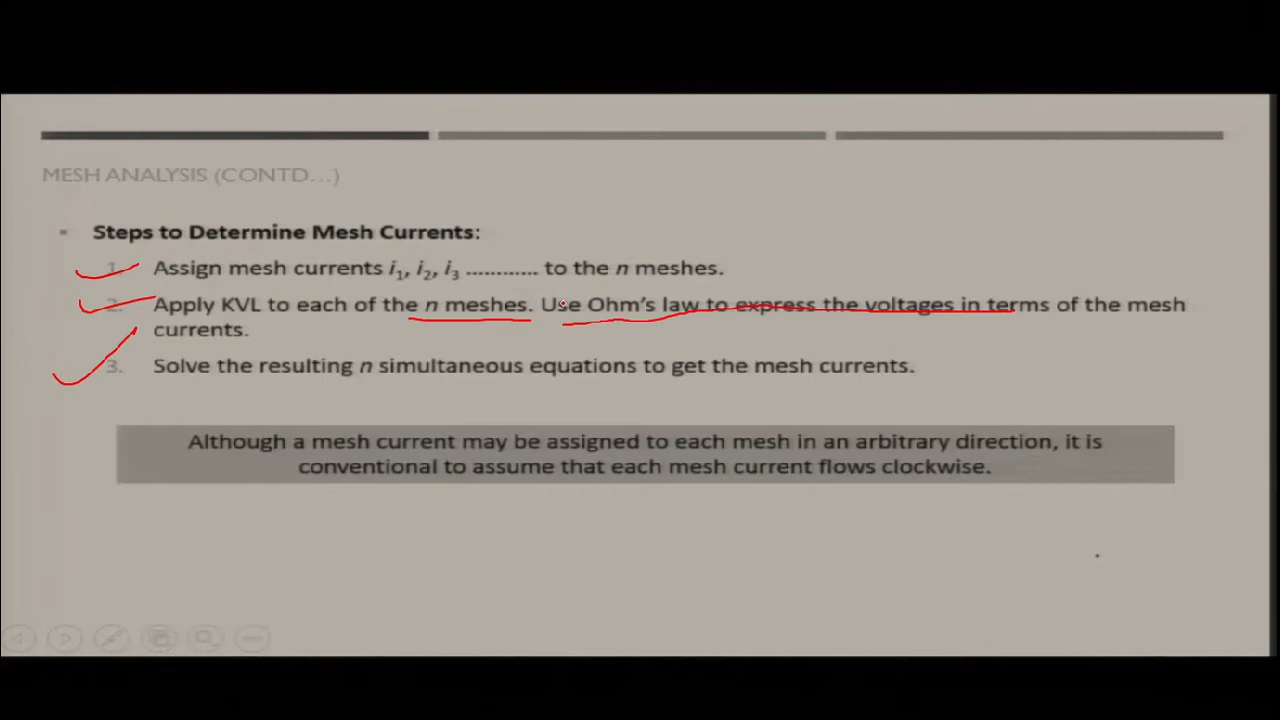 MESH ANALYSIS (CONTD...)
▪ Steps to Determine Mesh Currents:
1. Assign mesh currents i1, i2, i3 ............ to the n meshes.
2. Apply KVL to each of the n meshes. Use Ohm's law to express the voltages in terms of the mesh
currents.
3. Solve the resulting n simultaneous equations to get the mesh currents.
Although a mesh current may be assigned to each mesh in an arbitrary direction, it is
conventional to assume that each mesh current flows clockwise.